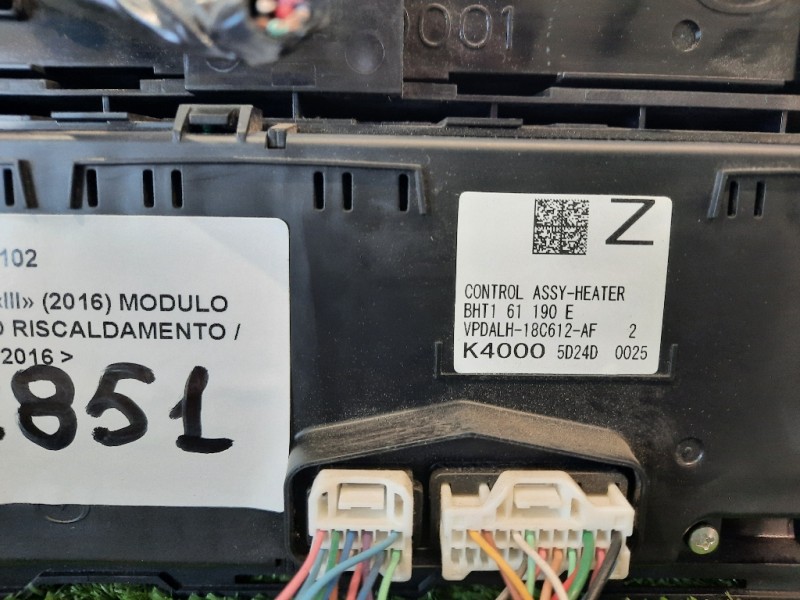 0001
102
III» (2016) MODULO
O RISCALDAMENTO /
2016 >
851
Z
CONTROL ASSY-HEATER
BHT1 61 190 E
VPDALH-18C612-AF 2
K4000 5D24D 0025